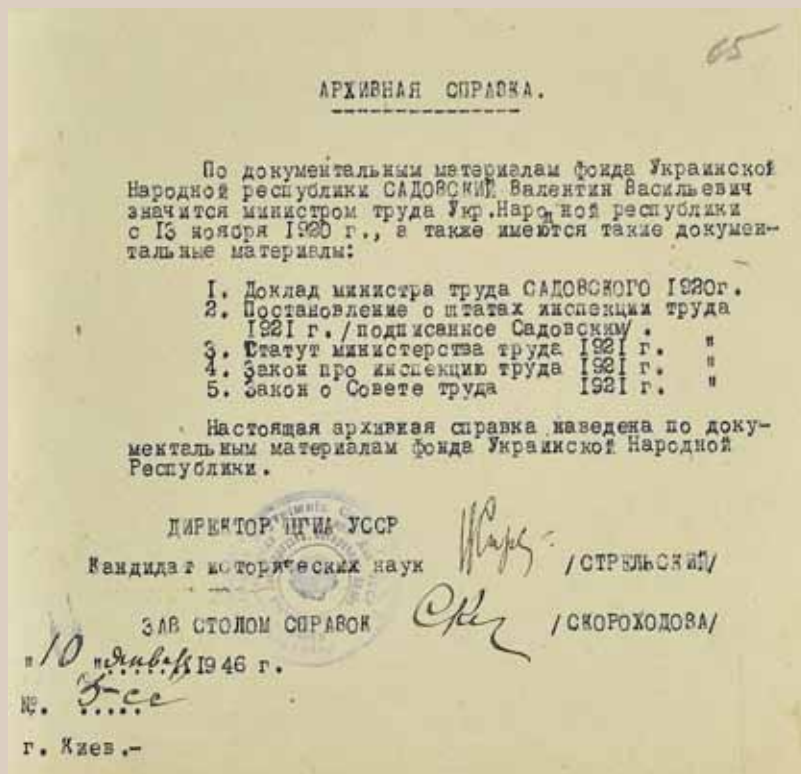 65
АРХИВНАЯ СПРАВКА.
По документальным материалам фонда Украинской
Народной республики САДОВСКИЙ Валентин Васильевич
значится министром труда Укр.Народной республики
с 13 ноября 1920 г., а также имеются такие докумен-
тальные материалы:
1. Доклад министра труда САДОВСКОГО 1920г.
2. Постановление о штатах инспекции труда
1921 г./подписанное Садовским/.
3. Статут министерства труда 1921 г. "
4. Закон про инспекцию труда 1921 г. "
5. Закон о Совете труда 1921 г. "
Настоящая архивная справка наведена по доку-
ментальным материалам фонда Украинской Народной
Республики.
ДИРЕКТОР ЦГИА УССР
Кандидат исторических наук /СТРЕЛЬСКИЙ/
ЗАВ СТОЛОМ СПРАВОК /СКОРОХОДОВА/
"10 "январь 1946 г.
№. 5-сс
г. Киев.-